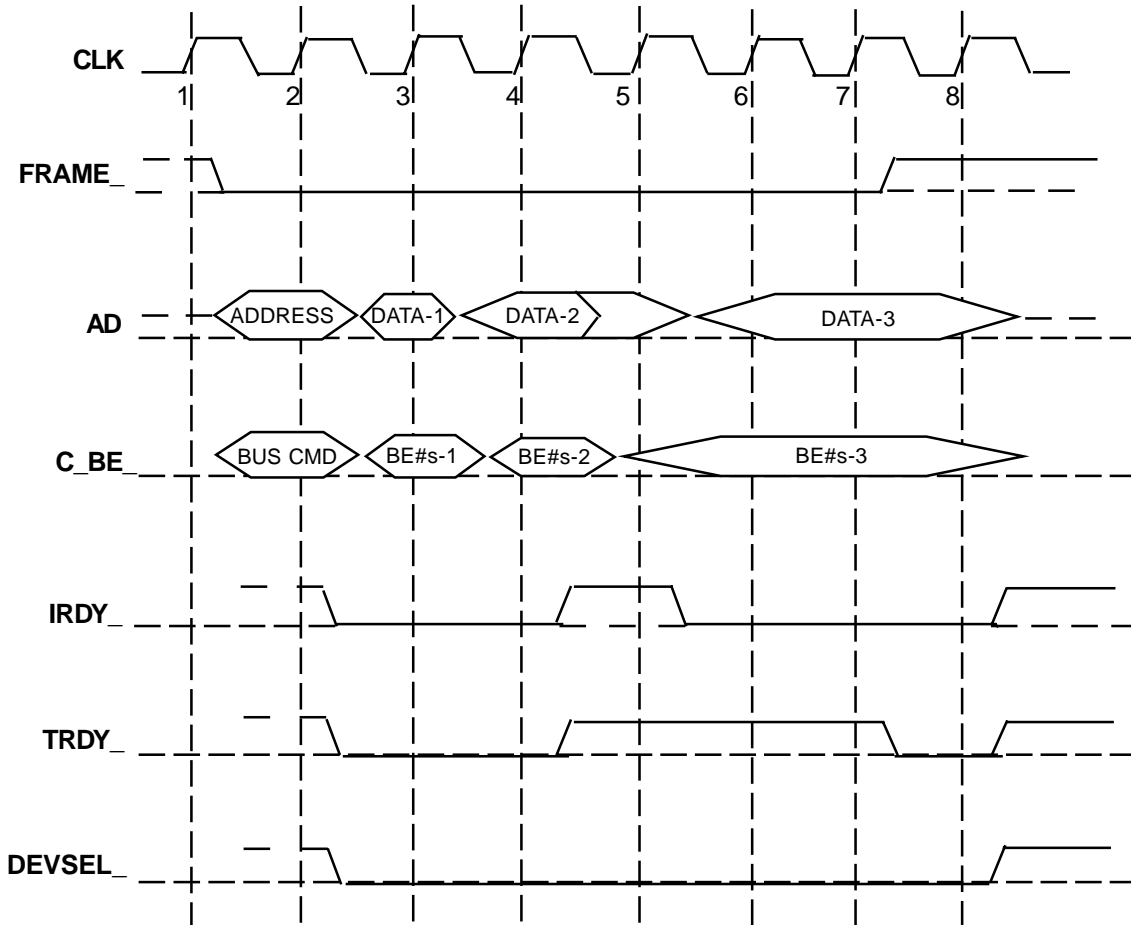 CLK
1 2 3 4 5 6 7 8
FRAME_
AD
ADDRESS DATA-1 DATA-2 DATA-3
C_BE_
BUS CMD BE#s-1 BE#s-2 BE#s-3
IRDY_
TRDY_
DEVSEL_